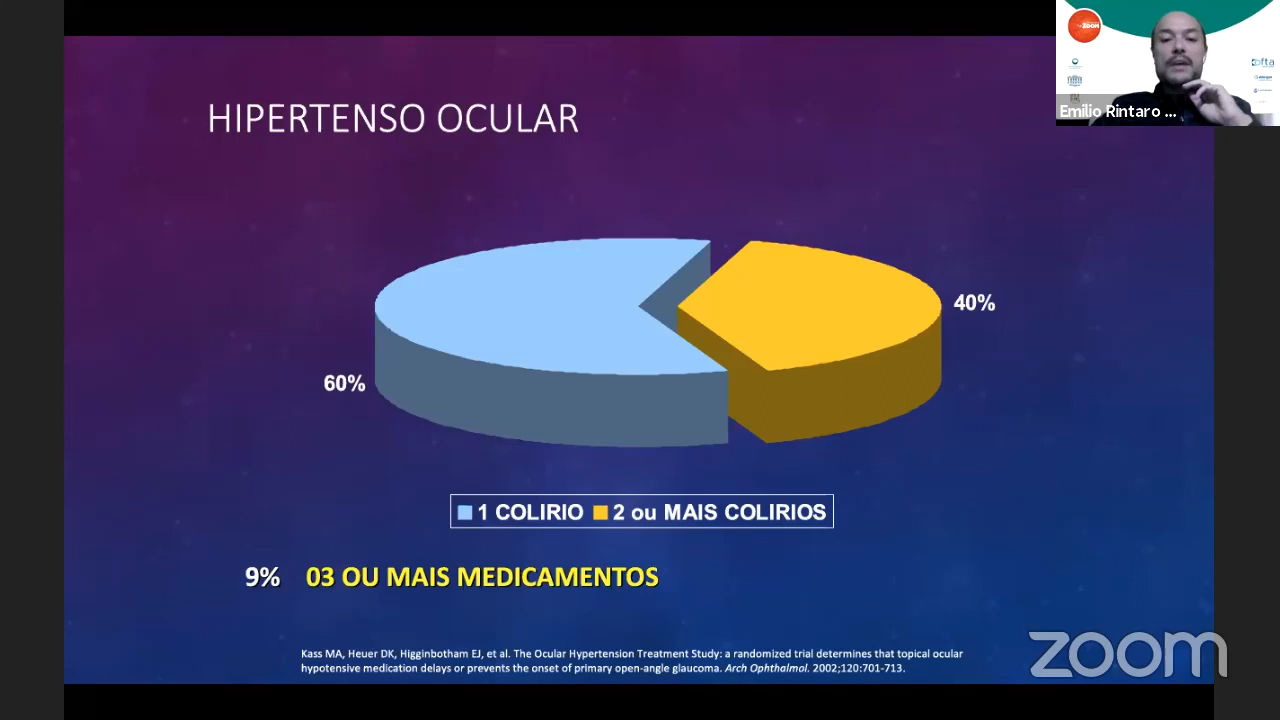 ZOOM
ofta
Emilio Rintaro ...
HIPERTENSO OCULAR
40%
60%
1 COLIRIO 2 ou MAIS COLIRIOS
9% 03 OU MAIS MEDICAMENTOS
Kass MA, Heuer DK, Higginbotham EJ, et al. The Ocular Hypertension Treatment Study: a randomized trial determines that topical ocular
hypotensive medication delays or prevents the onset of primary open-angle glaucoma. Arch Ophthalmol. 2002;120:701-713.
zoom